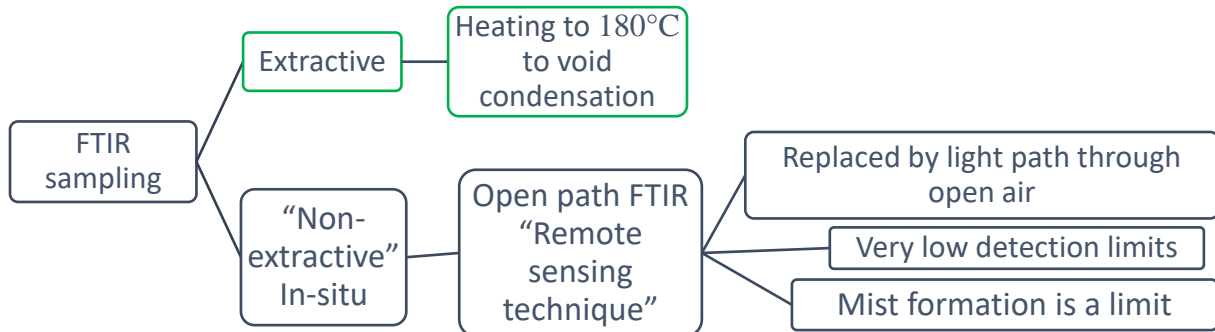 FTIR
sampling
Extractive
Heating to 180°C
to void
condensation
“Non-
extractive”
In-situ
Open path FTIR
“Remote
sensing
technique”
Replaced by light path through
open air
Very low detection limits
Mist formation is a limit